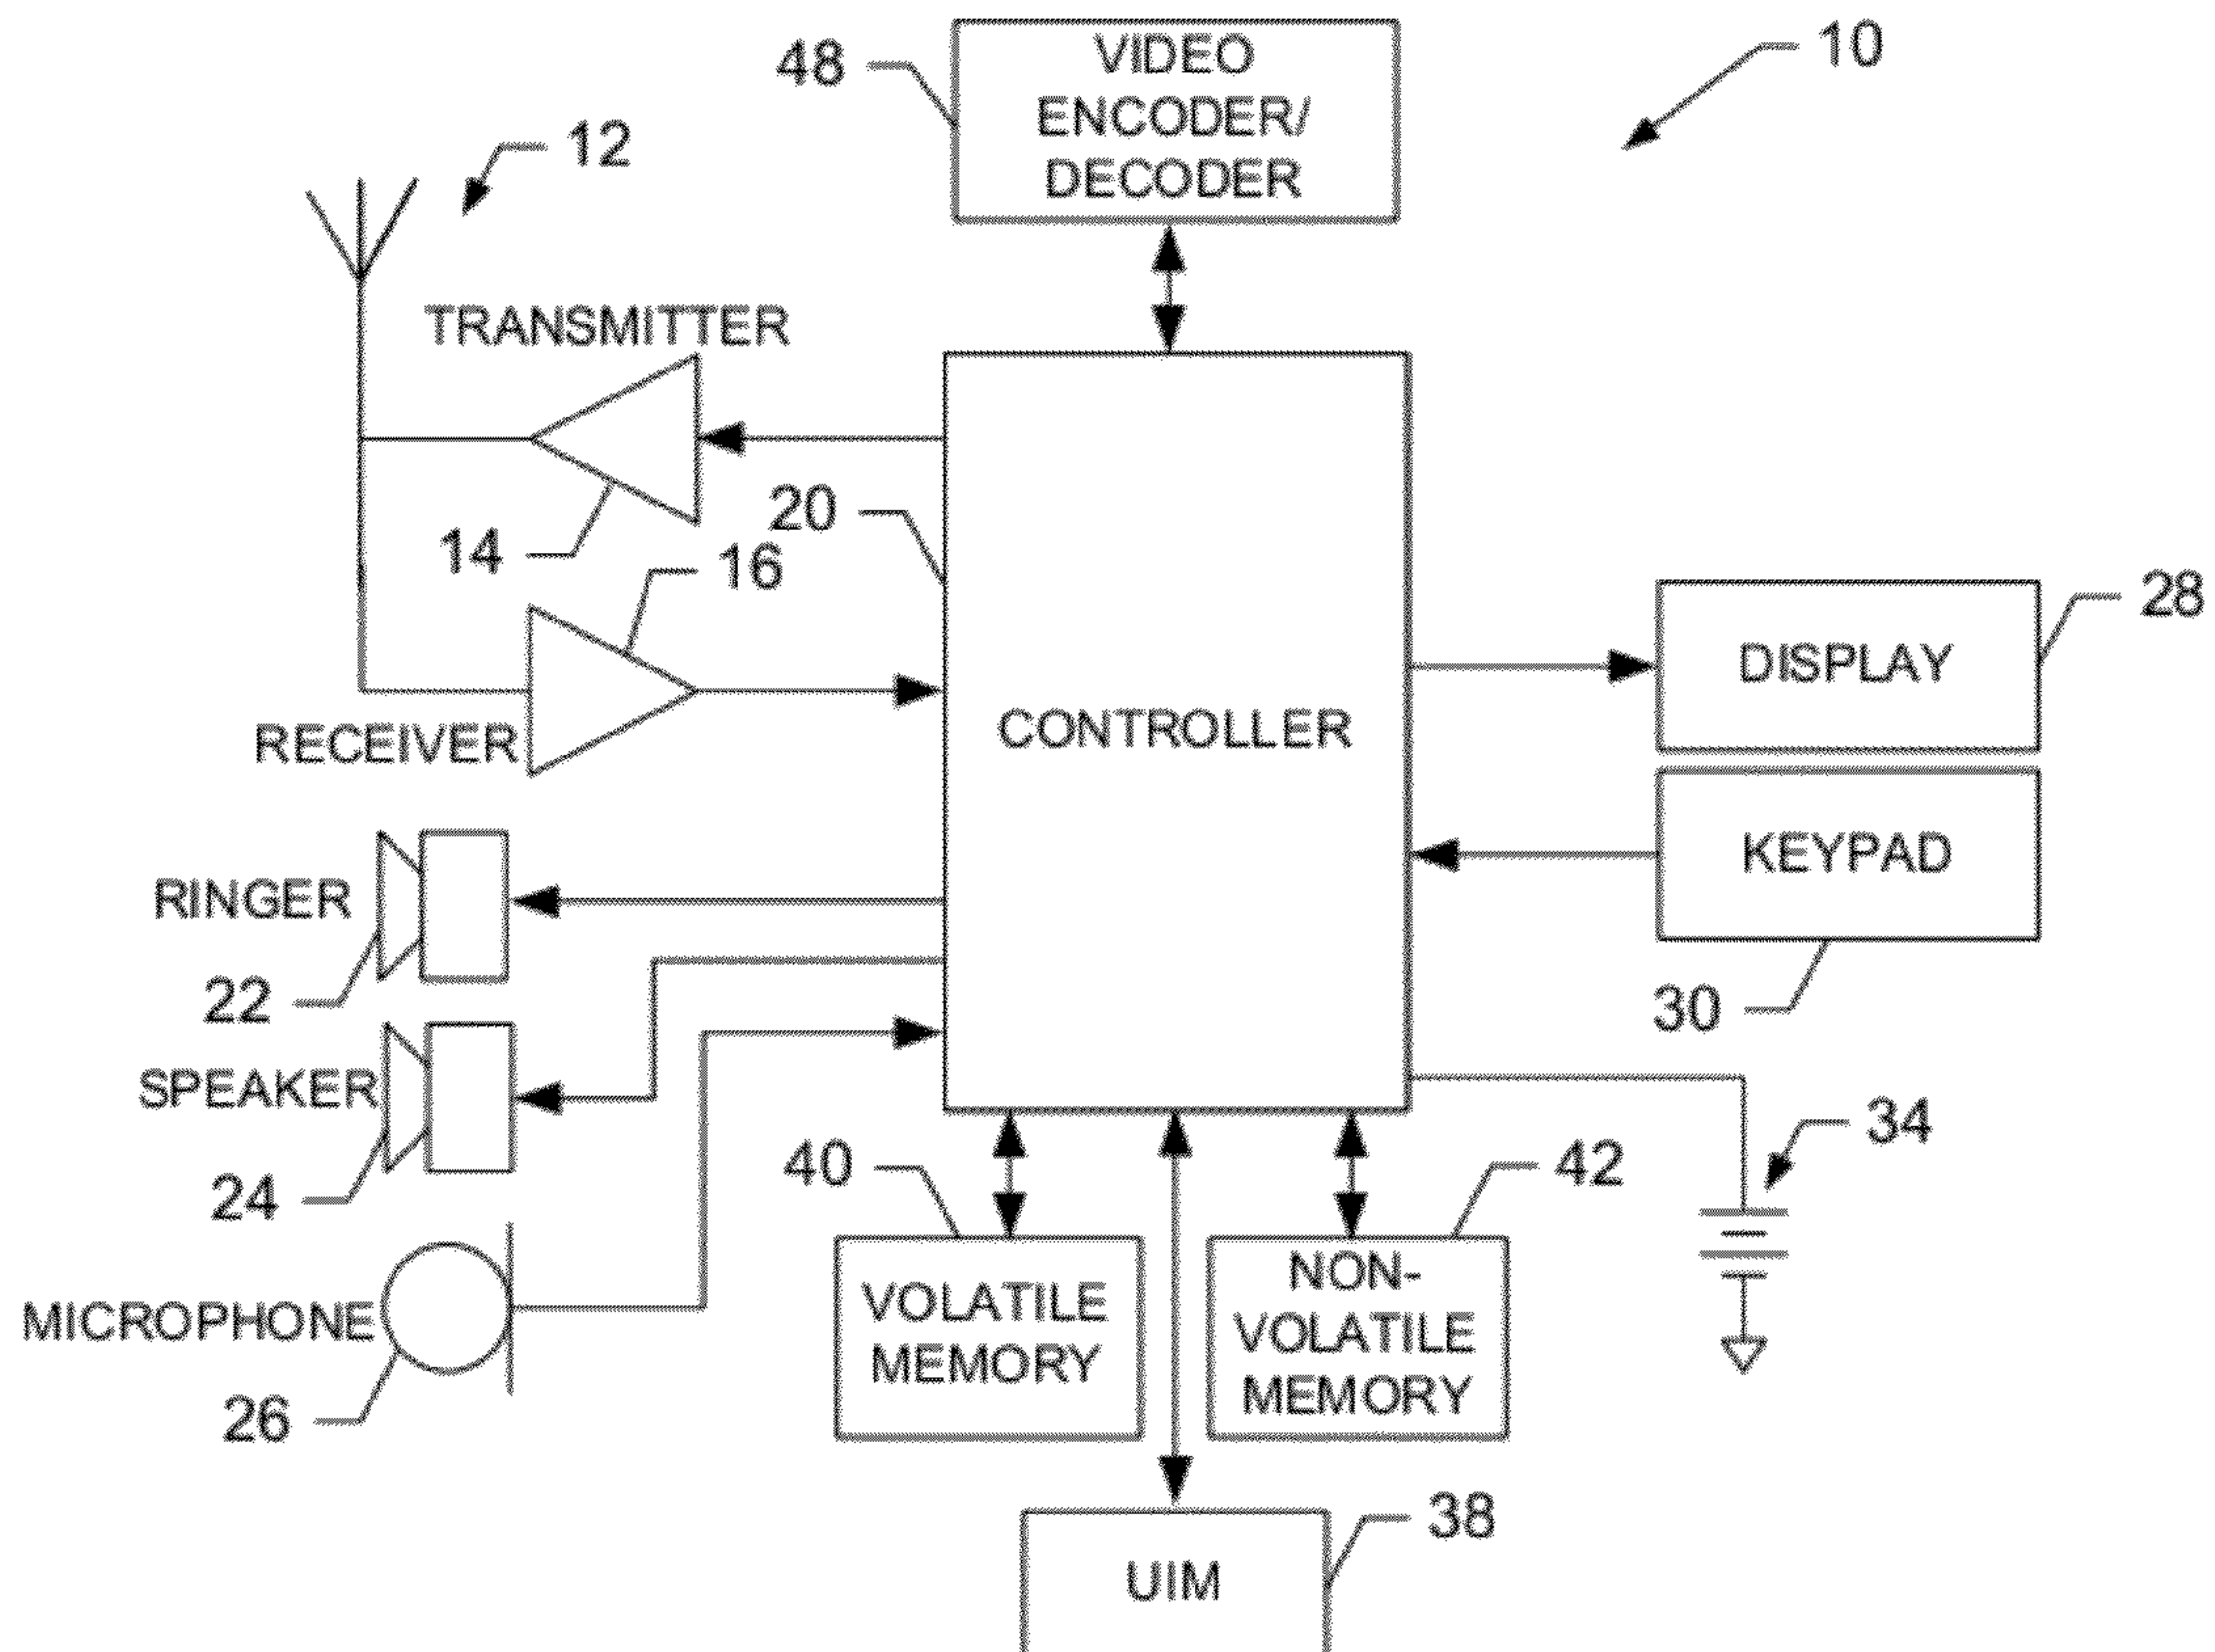 48
VIDEO
ENCODER/
DECODER
10
12
TRANSMITTER
14
20
16
RECEIVER
CONTROLLER
DISPLAY
28
KEYPAD
30
RINGER
22
SPEAKER
24
MICROPHONE
26
40
VOLATILE
MEMORY
42
NON-
VOLATILE
MEMORY
34
UIM
38